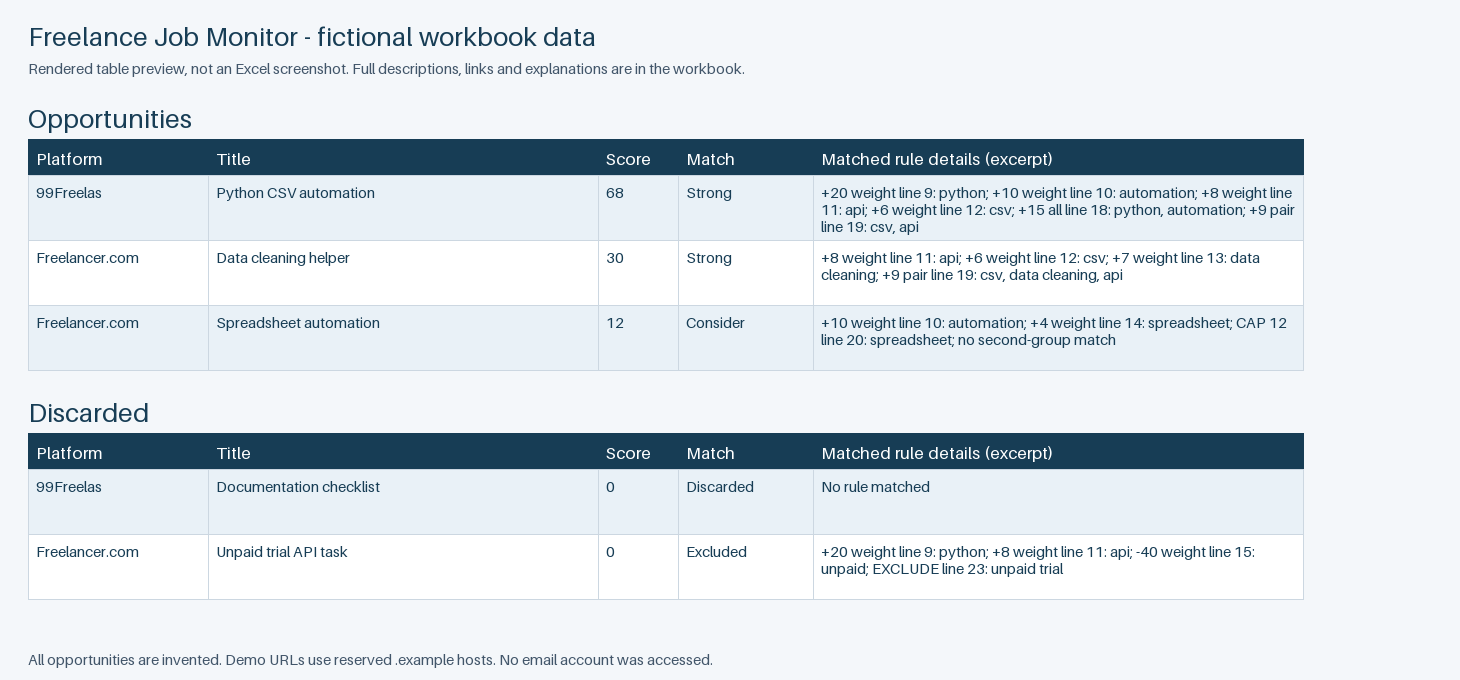 Freelance Job Monitor - fictional workbook data
Rendered table preview, not an Excel screenshot. Full descriptions, links and explanations are in the workbook.
Opportunities
Platform Title Score Match Matched rule details (excerpt)
99Freelas Python CSV automation 68 Strong +20 weight line 9: python; +10 weight line 10: automation; +8 weight line
11: api; +6 weight line 12: csv; +15 all line 18: python, automation; +9 pair
line 19: csv, api
Freelancer.com Data cleaning helper 30 Strong +8 weight line 11: api; +6 weight line 12: csv; +7 weight line 13: data
cleaning; +9 pair line 19: csv, data cleaning, api
Freelancer.com Spreadsheet automation 12 Consider +10 weight line 10: automation; +4 weight line 14: spreadsheet; CAP 12
line 20: spreadsheet; no second-group match
Discarded
Platform Title Score Match Matched rule details (excerpt)
99Freelas Documentation checklist 0 Discarded No rule matched
Freelancer.com Unpaid trial API task 0 Excluded +20 weight line 9: python; +8 weight line 11: api; -40 weight line 15:
unpaid; EXCLUDE line 23: unpaid trial
All opportunities are invented. Demo URLs use reserved .example hosts. No email account was accessed.